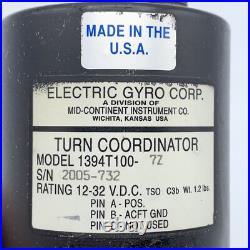 MADE IN THE
U.S.A.
ELECTRIC GYRO CORP.
A DIVISION OF
MID-CONTINENT INSTRUMENT CO.
WICHITA, KANSAS USA
TURN COORDINATOR
MODEL 1394T100- 7Z
S/N 2005-732
RATING 12-32 V.D.C. TSO C3b Wt. 1.2 lbs.
PIN A - POS.
PIN B - ACFT GND
PIN USED